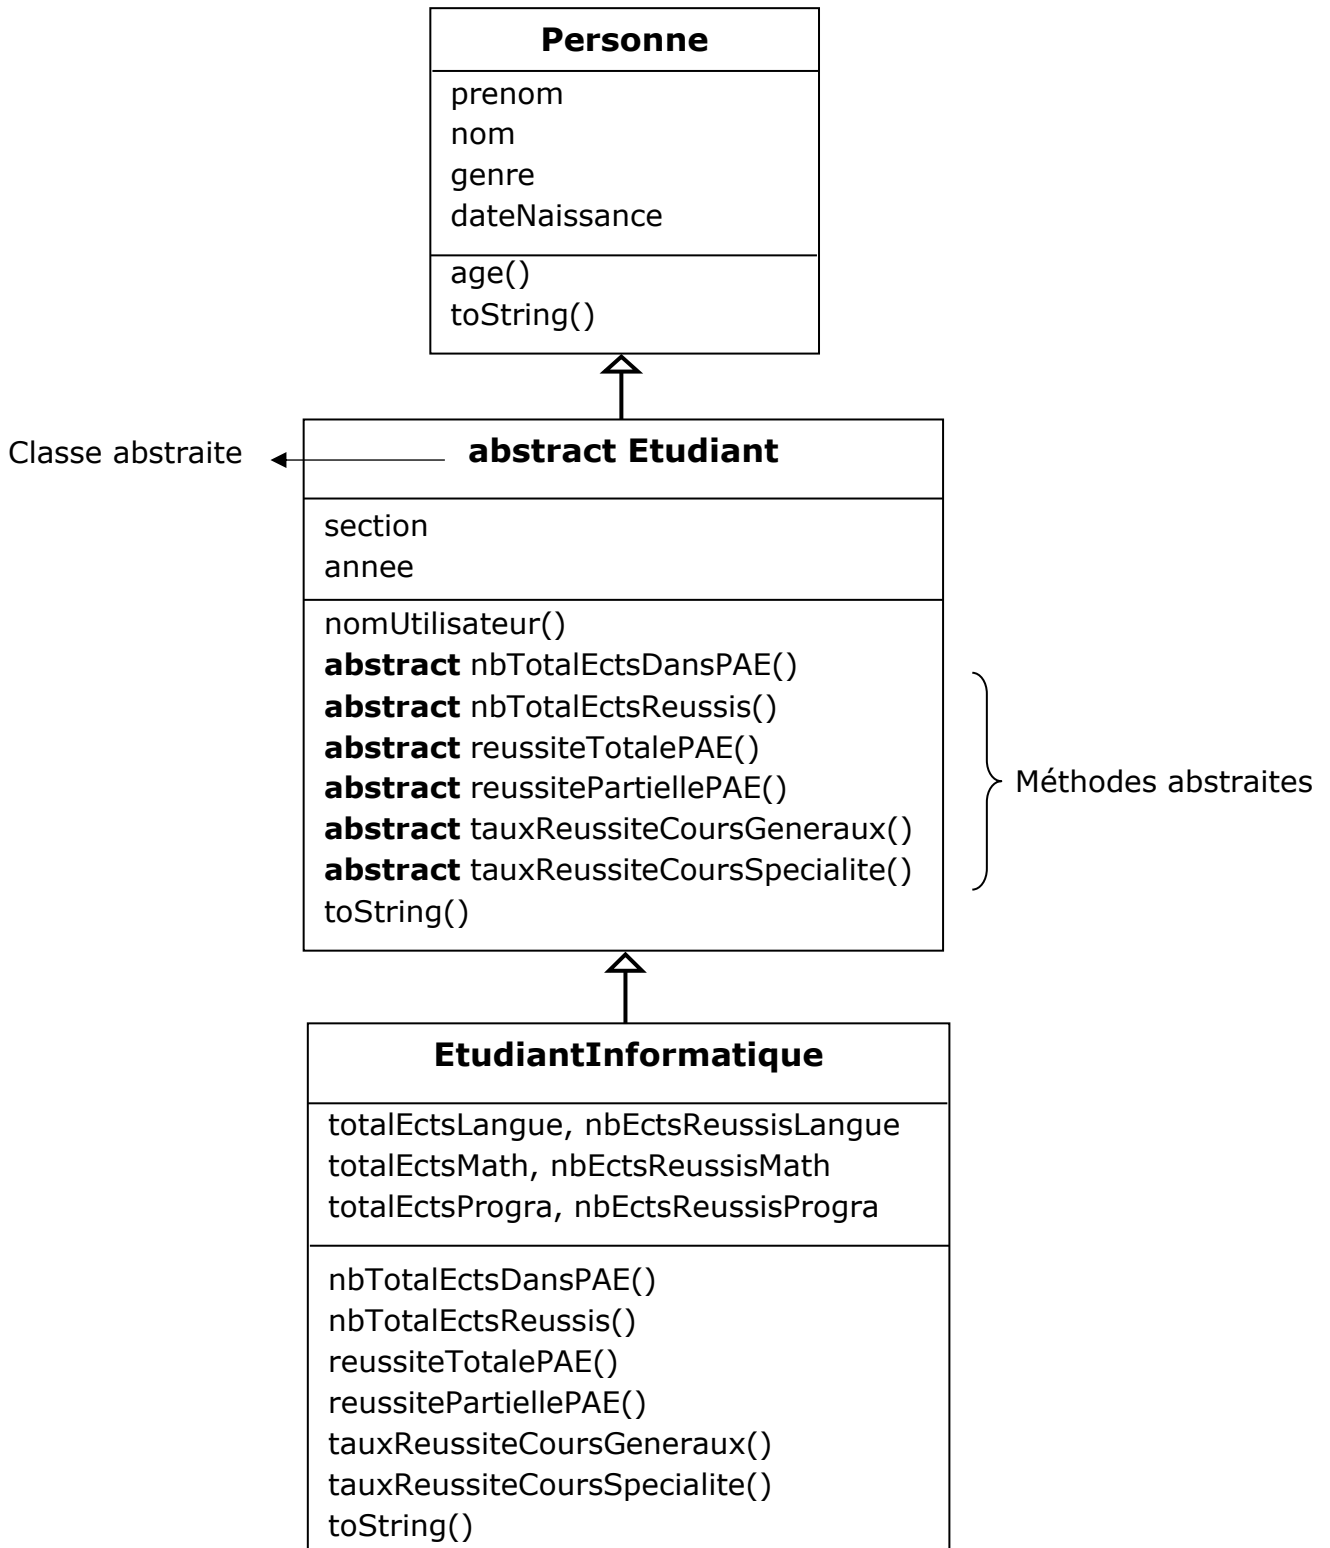 Personne
prenom
nom
genre
dateNaissance
age()
toString()
Classe abstraite
abstract Etudiant
section
annee
nomUtilisateur()
abstract nbTotalEctsDansPAE()
abstract nbTotalEctsReussis()
abstract reussiteTotalePAE()
abstract reussitePartiellePAE()
abstract tauxReussiteCoursGeneraux()
abstract tauxReussiteCoursSpecialite()
toString()
Méthodes abstraites
EtudiantInformatique
totalEctsLangue, nbEctsReussisLangue
totalEctsMath, nbEctsReussisMath
totalEctsProgra, nbEctsReussisProgra
nbTotalEctsDansPAE()
nbTotalEctsReussis()
reussiteTotalePAE()
reussitePartiellePAE()
tauxReussiteCoursGeneraux()
tauxReussiteCoursSpecialite()
toString()